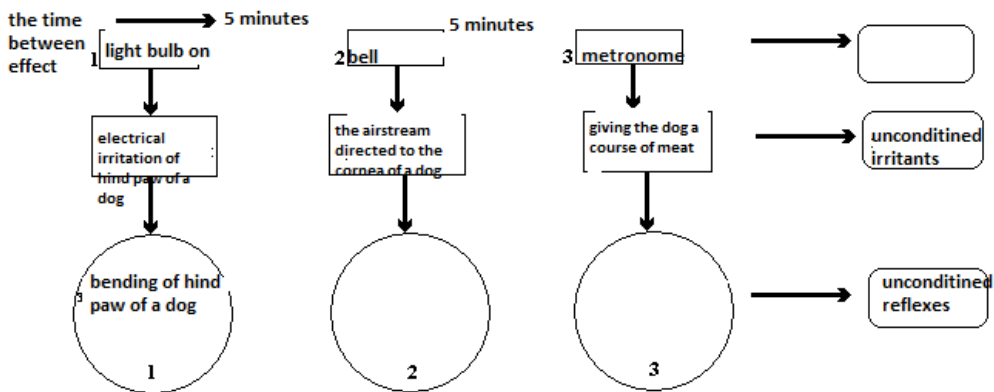 the time
between
effect
5 minutes
5 minutes
1
light bulb on
2
bell
3
metronome
electrical
irritation of
hind paw of a
dog
the airstream
directed to the
cornea of a dog
giving the dog a
course of meat
unconditined
irritants
bending of hind
paw of a dog
1
2
3
unconditined
reflexes